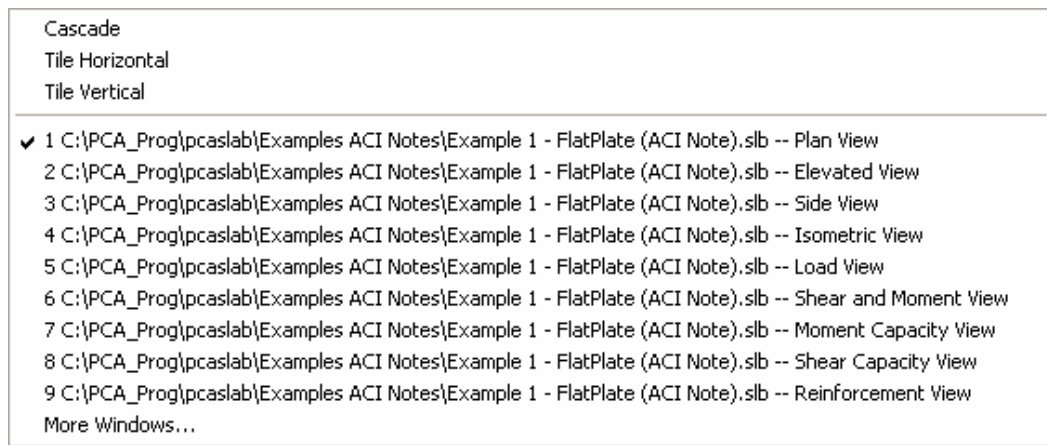 Cascade
Tile Horizontal
Tile Vertical
1 C:\PCA_Prog\pcaslab\Examples ACI Notes\Example 1 - FlatPlate (ACI Note).slb -- Plan View
2 C:\PCA_Prog\pcaslab\Examples ACI Notes\Example 1 - FlatPlate (ACI Note).slb -- Elevated View
3 C:\PCA_Prog\pcaslab\Examples ACI Notes\Example 1 - FlatPlate (ACI Note).slb -- Side View
4 C:\PCA_Prog\pcaslab\Examples ACI Notes\Example 1 - FlatPlate (ACI Note).slb -- Isometric View
5 C:\PCA_Prog\pcaslab\Examples ACI Notes\Example 1 - FlatPlate (ACI Note).slb -- Load View
6 C:\PCA_Prog\pcaslab\Examples ACI Notes\Example 1 - FlatPlate (ACI Note).slb -- Shear and Moment View
7 C:\PCA_Prog\pcaslab\Examples ACI Notes\Example 1 - FlatPlate (ACI Note).slb -- Moment Capacity View
8 C:\PCA_Prog\pcaslab\Examples ACI Notes\Example 1 - FlatPlate (ACI Note).slb -- Shear Capacity View
9 C:\PCA_Prog\pcaslab\Examples ACI Notes\Example 1 - FlatPlate (ACI Note).slb -- Reinforcement View
More Windows...